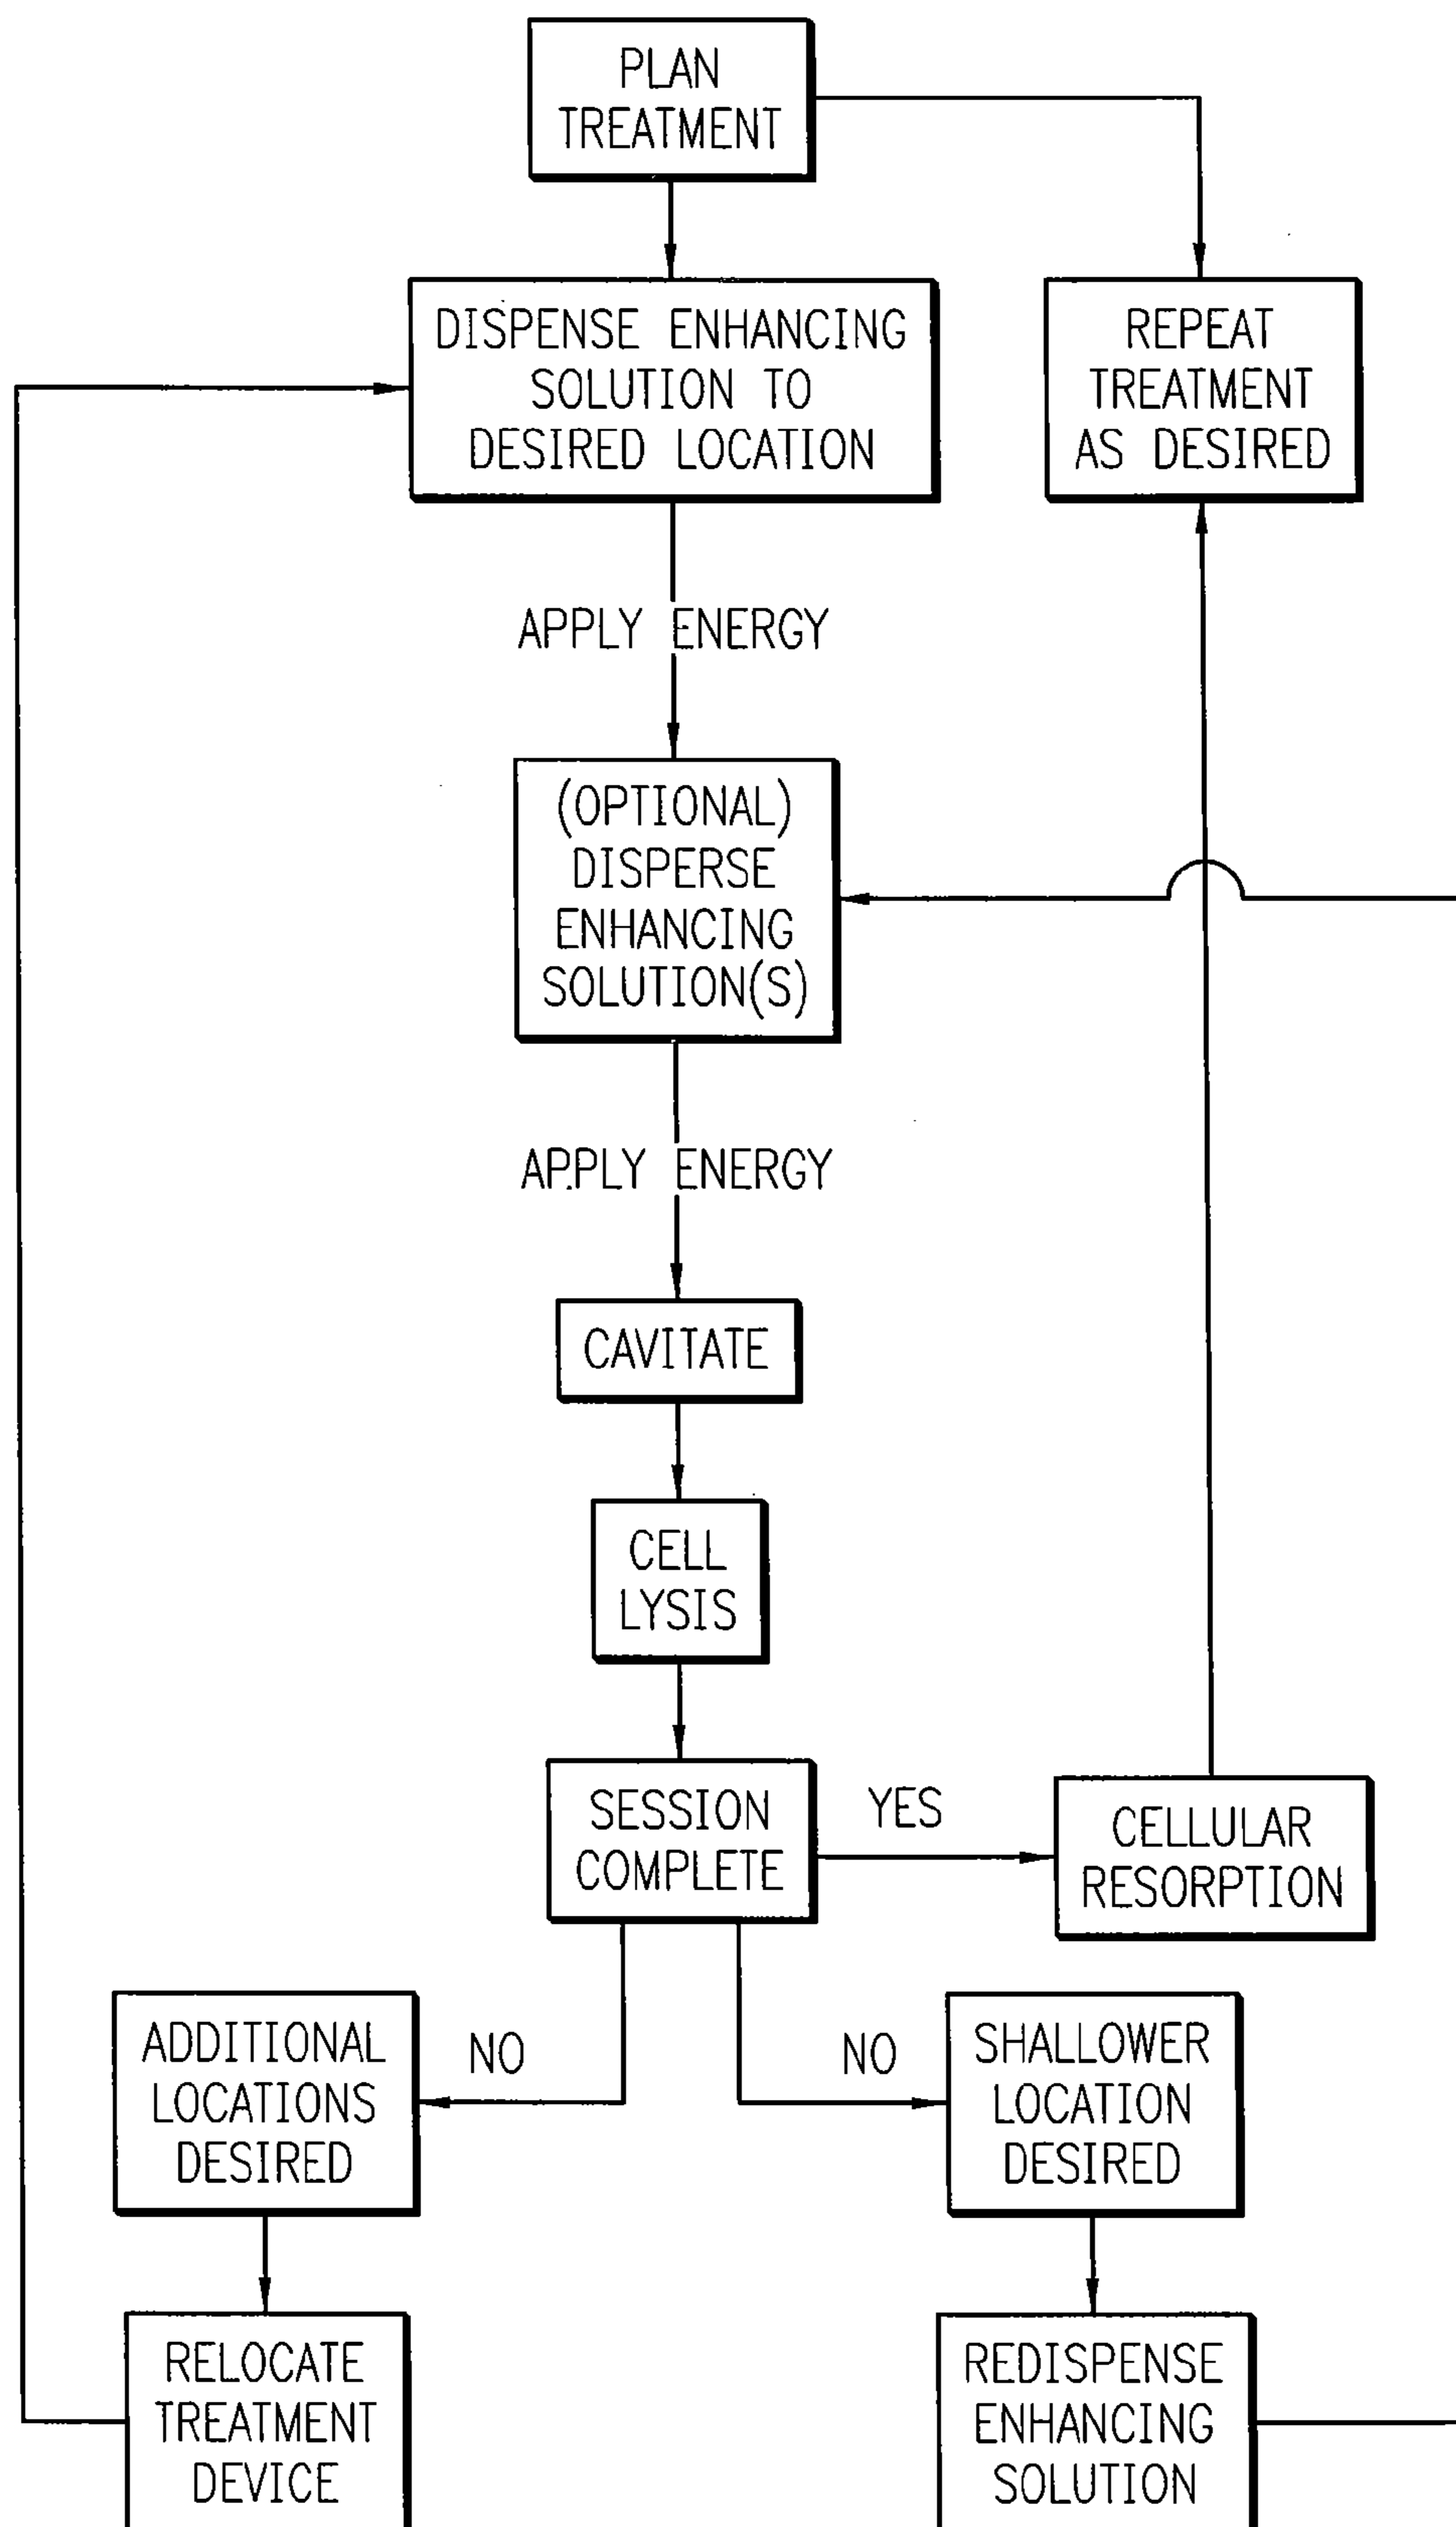 PLAN
TREATMENT
DISPENSE ENHANCING
SOLUTION TO
DESIRED LOCATION
REPEAT
TREATMENT
AS DESIRED
APPLY ENERGY
(OPTIONAL)
DISPERSE
ENHANCING
SOLUTION(S)
APPLY ENERGY
CAVITATE
CELL
LYSIS
SESSION
COMPLETE
YES
CELLULAR
RESORPTION
NO
NO
ADDITIONAL
LOCATIONS
DESIRED
SHALLOWER
LOCATION
DESIRED
RELOCATE
TREATMENT
DEVICE
REDISPENSE
ENHANCING
SOLUTION